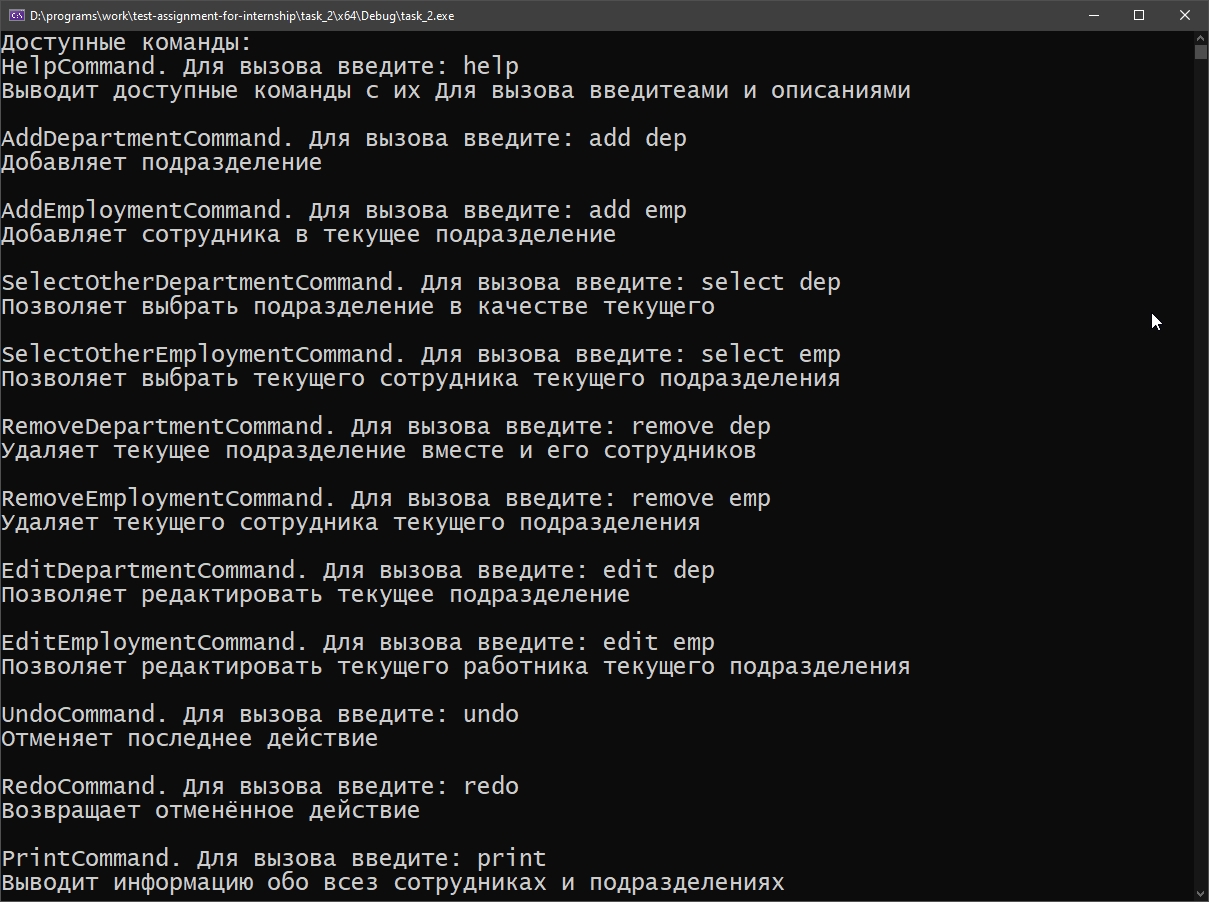 D:\programs\work\test-assignment-for-internship\task_2\x64\Debug\task_2.exe
Доступные команды:
HelpCommand. Для вызова введите: help
Выводит доступные команды с их Для вызова введитеами и описаниями
AddDepartmentCommand. Для вызова введите: add dep
Добавляет подразделение
AddEmploymentCommand. Для вызова введите: add emp
Добавляет сотрудника в текущее подразделение
SelectOtherDepartmentCommand. Для вызова введите: select dep
Позволяет выбрать подразделение в качестве текущего
SelectOtherEmploymentCommand. Для вызова введите: select emp
Позволяет выбрать текущего сотрудника текущего подразделения
RemoveDepartmentCommand. Для вызова введите: remove dep
Удаляет текущее подразделение вместе и его сотрудников
RemoveEmploymentCommand. Для вызова введите: remove emp
Удаляет текущего сотрудника текущего подразделения
EditDepartmentCommand. Для вызова введите: edit dep
Позволяет редактировать текущее подразделение
EditEmploymentCommand. Для вызова введите: edit emp
Позволяет редактировать текущего работника текущего подразделения
UndoCommand. Для вызова введите: undo
Отменяет последнее действие
RedoCommand. Для вызова введите: redo
Возвращает отменённое действие
PrintCommand. Для вызова введите: print
Выводит информацию обо всез сотрудниках и подразделениях